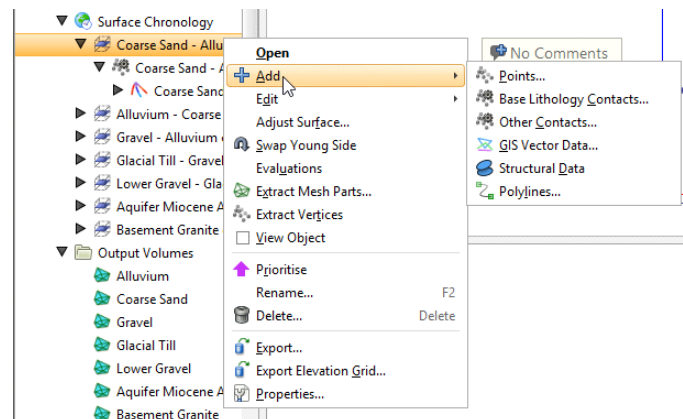 Surface Chronology
Coarse Sand - Allu
Coarse Sand - A
Coarse Sand
Alluvium - Coarse
Gravel - Alluvium
Glacial Till - Gravel
Lower Gravel - Gla
Aquifer Miocene A
Basement Granite
Output Volumes
Alluvium
Coarse Sand
Gravel
Glacial Till
Lower Gravel
Aquifer Miocene A
Basement Granite
Open
Add
Edit
Adjust Surface...
Swap Young Side
Evaluations
Extract Mesh Parts...
Extract Vertices
View Object
Prioritise
Rename... F2
Delete... Delete
Export...
Export Elevation Grid...
Properties...
No Comments
Points...
Base Lithology Contacts...
Other Contacts...
GIS Vector Data...
Structural Data
Polylines...